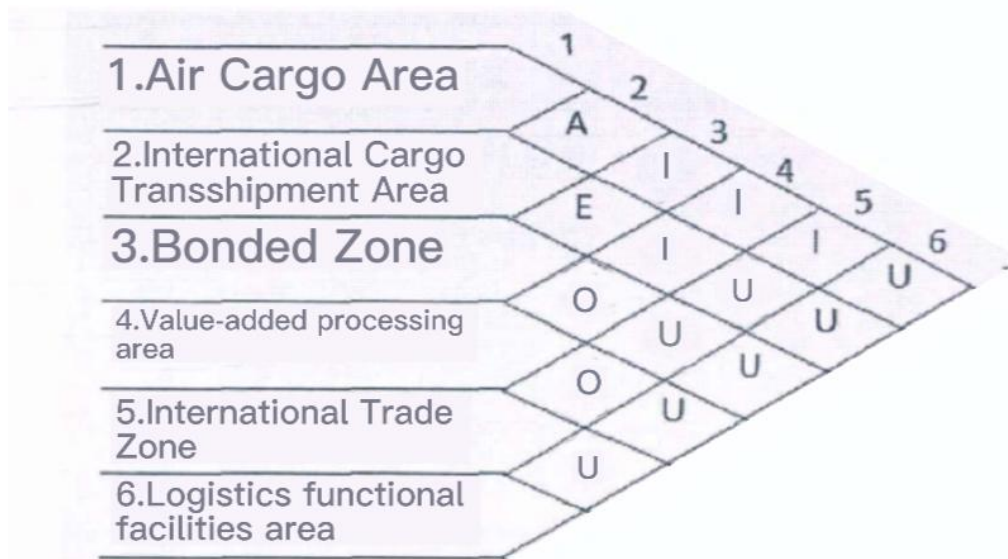 1
1.Air Cargo Area
2
A
3
2.International Cargo
I
4
Transshipment Area
E
I
5
3.Bonded Zone
I
I
6
O
U
U
4.Value-added processing
U
U
area
O
U
5.International Trade
U
Zone
U
6.Logistics functional
facilities area